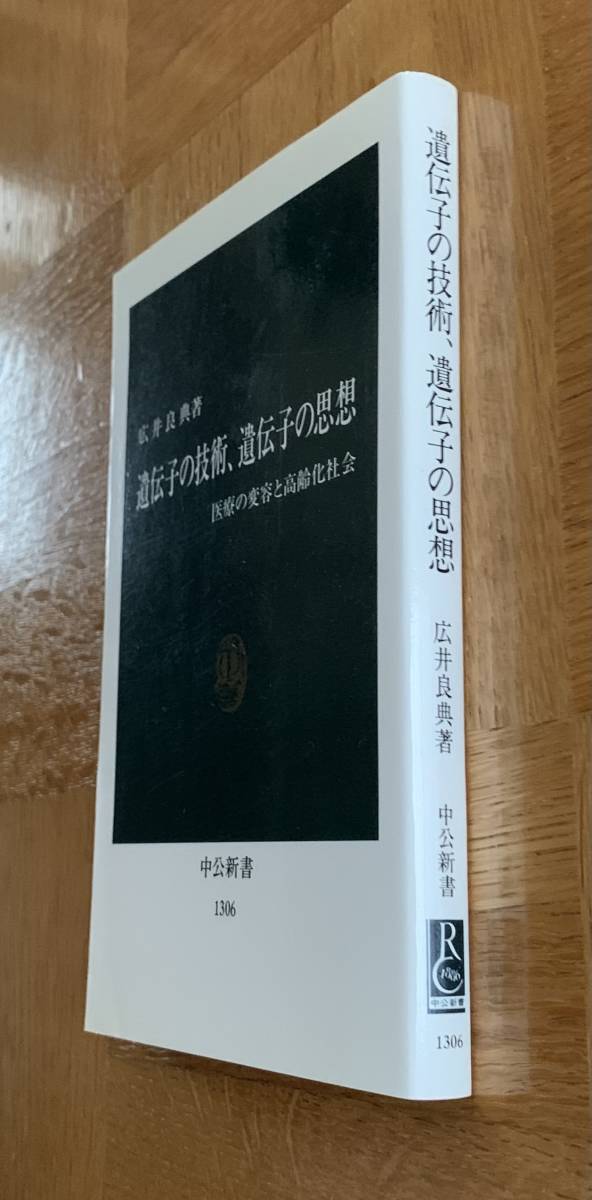 広井良典著
遺伝子の技術、遺伝子の思想
医療の変容と高齢化社会
中公新書
1306
遺伝子の技術、遺伝子の思想
広井良典著
中公新書
R
C
中公新書
1306